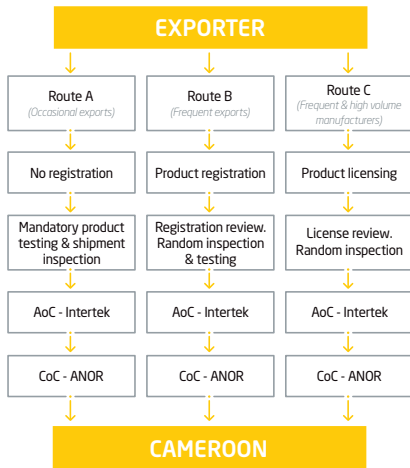 EXPORTER
Route A
(Occasional exports)
Route B
(Frequent exports)
Route C
(Frequent & high volume
manufacturers)
No registration
Product registration
Product licensing
Mandatory product
testing & shipment
inspection
Registration review.
Random inspection
& testing
License review.
Random inspection
AoC - Intertek
AoC - Intertek
AoC - Intertek
CoC - ANOR
CoC - ANOR
CoC - ANOR
CAMEROON